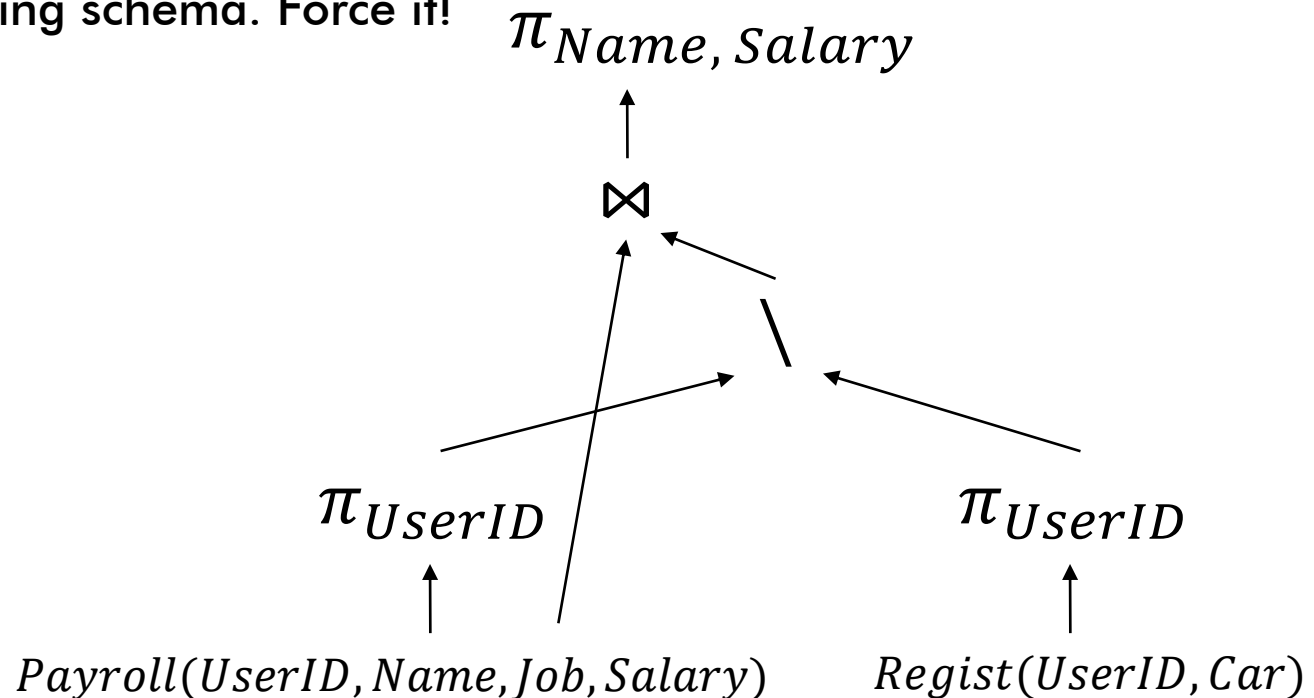 ing schema. Force it!
π_{Name, Salary}
⋈
\
π_{UserID} π_{UserID}
Payroll(UserID, Name, Job, Salary) Regist(UserID, Car)